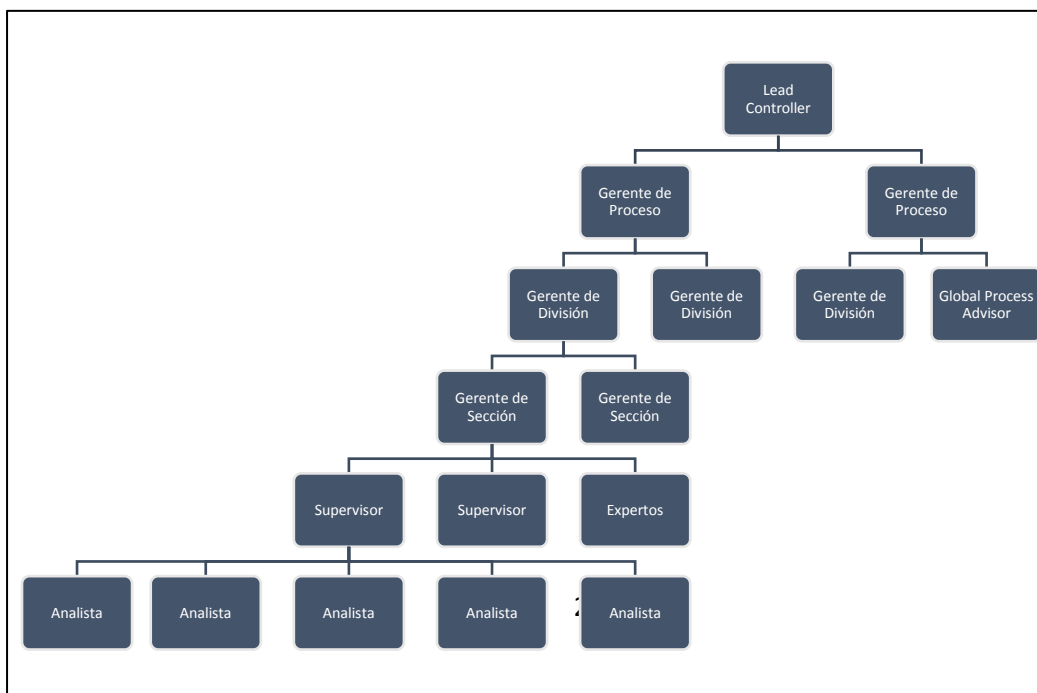 Lead
Controller
Gerente de
Proceso
Gerente de
Proceso
Gerente de
División
Gerente de
División
Gerente de
División
Global Process
Advisor
Gerente de
Sección
Gerente de
Sección
Supervisor
Supervisor
Expertos
Analista
Analista
Analista
Analista
Analista